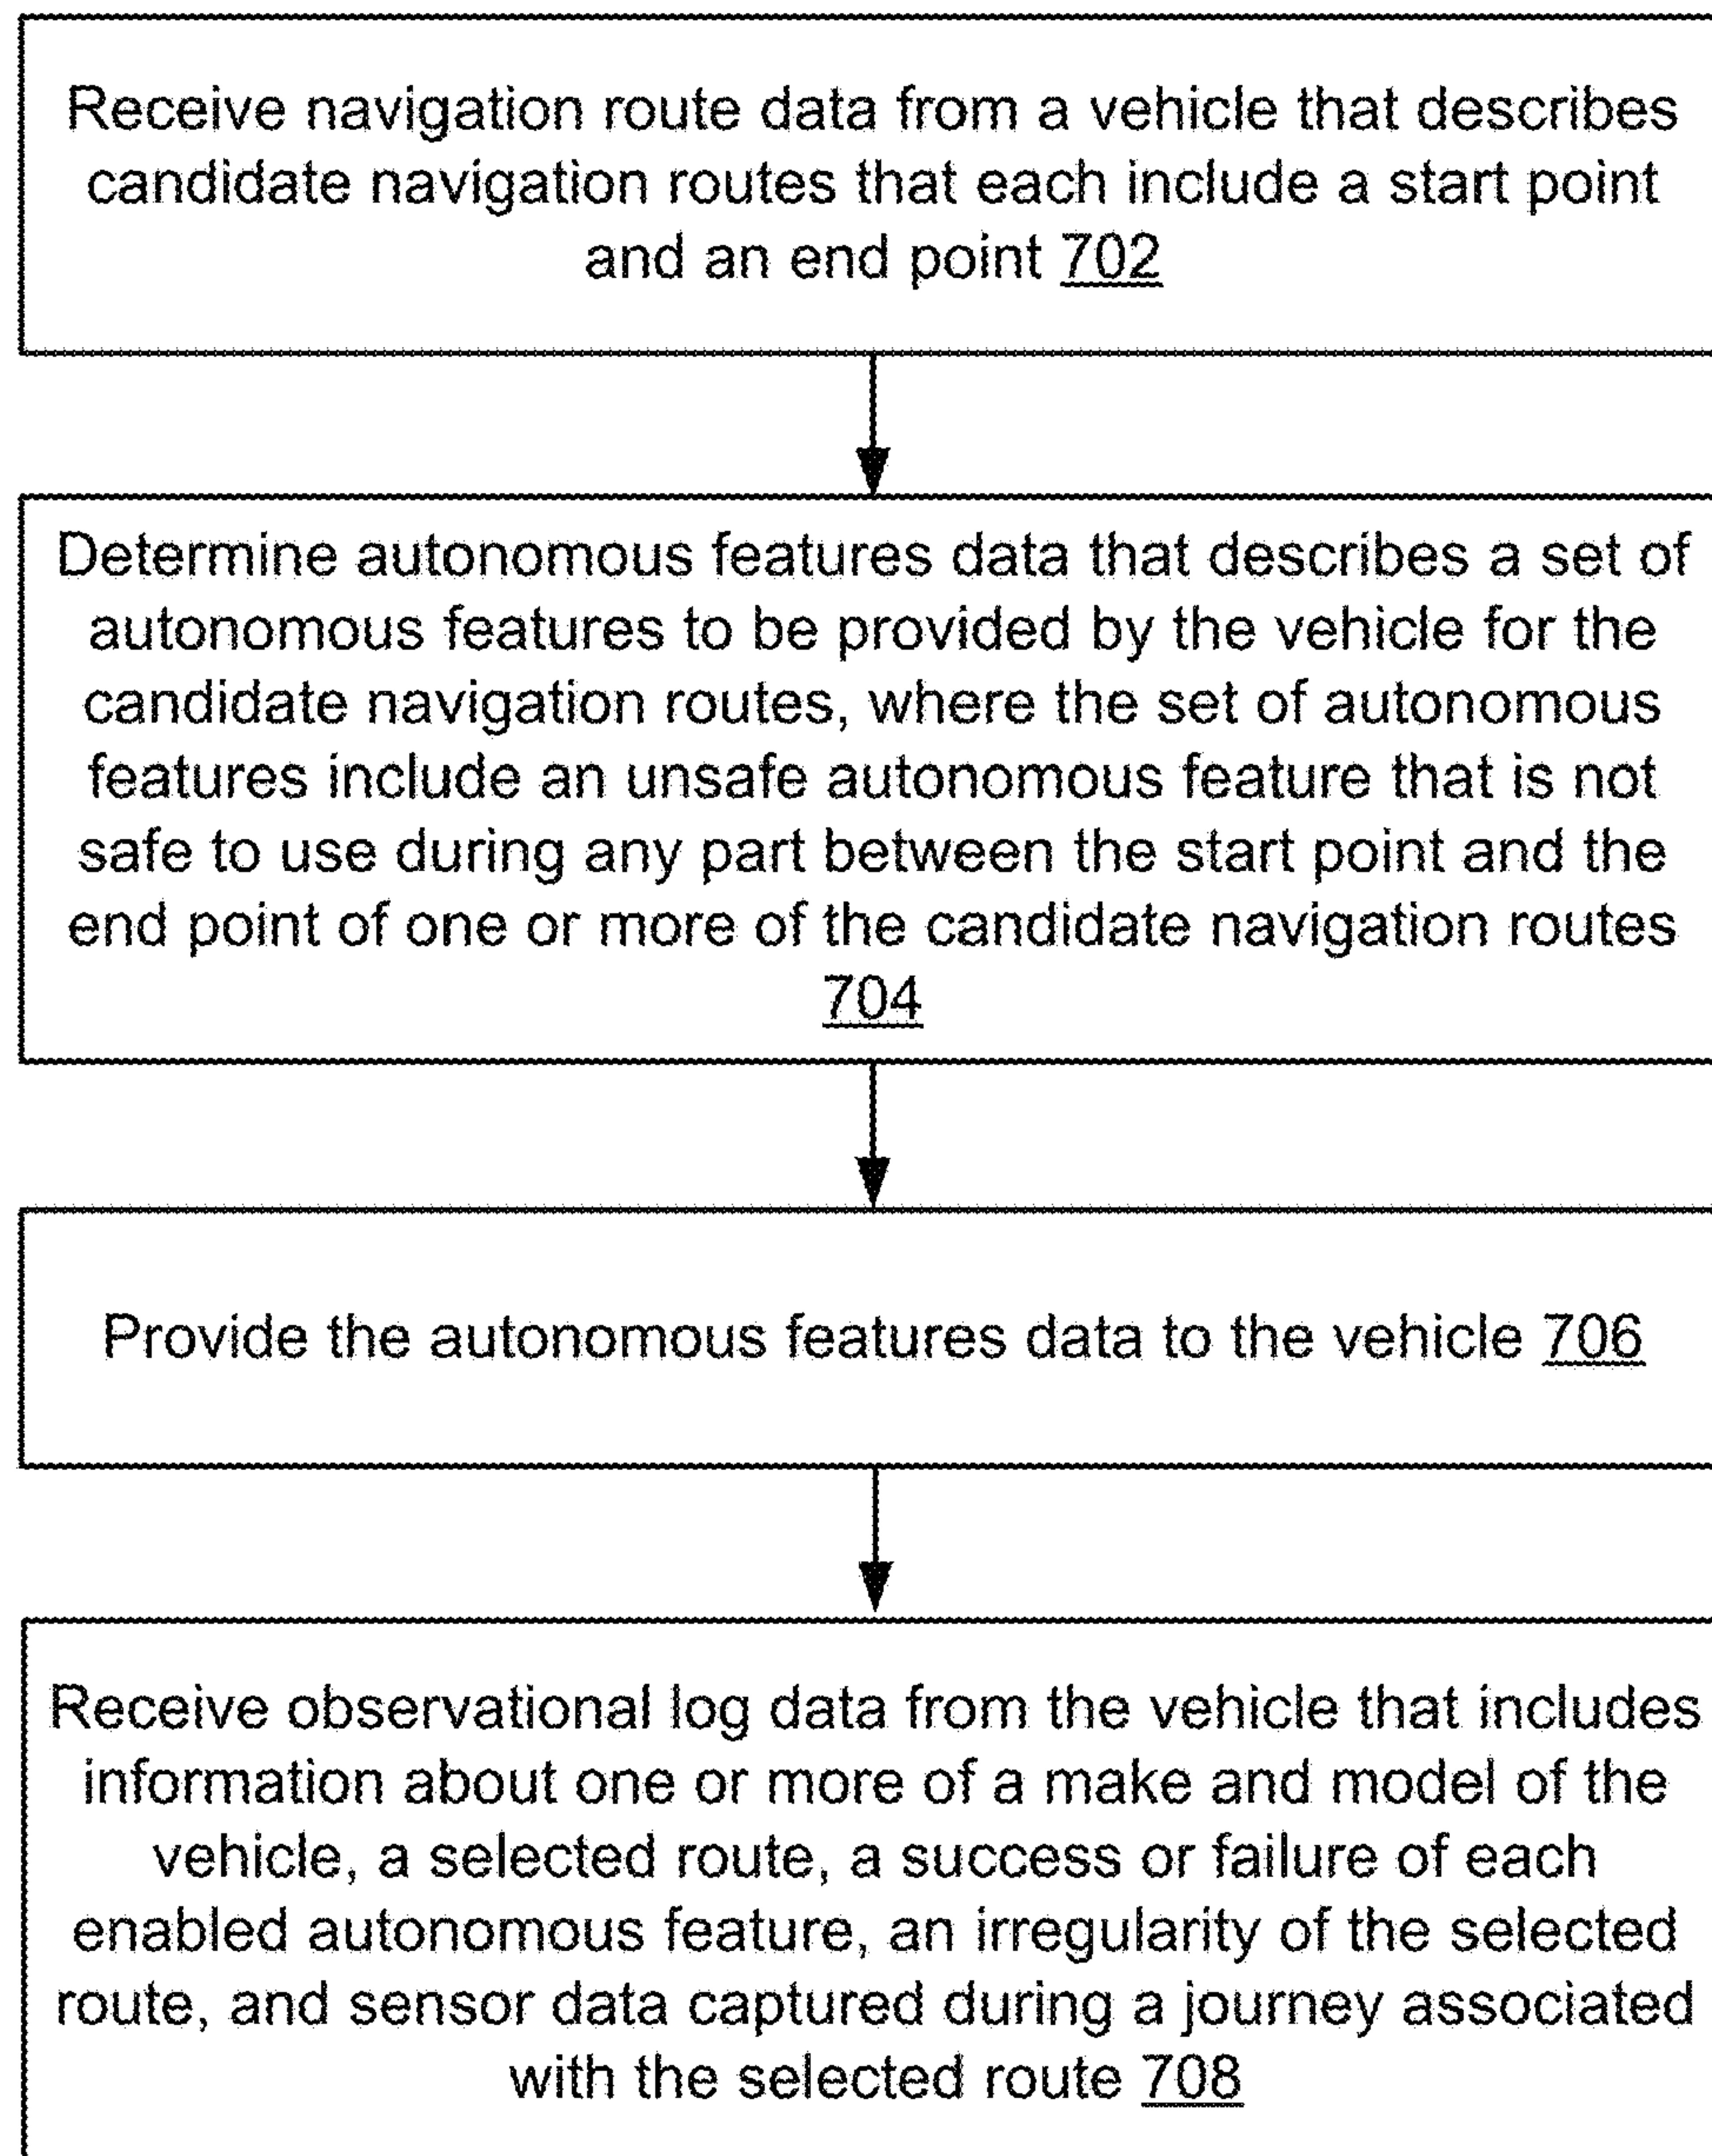 Receive navigation route data from a vehicle that describes
candidate navigation routes that each include a start point
and an end point 702
Determine autonomous features data that describes a set of
autonomous features to be provided by the vehicle for the
candidate navigation routes, where the set of autonomous
features include an unsafe autonomous feature that is not
safe to use during any part between the start point and the
end point of one or more of the candidate navigation routes
704
Provide the autonomous features data to the vehicle 706
Receive observational log data from the vehicle that includes
information about one or more of a make and model of the
vehicle, a selected route, a success or failure of each
enabled autonomous feature, an irregularity of the selected
route, and sensor data captured during a journey associated
with the selected route 708